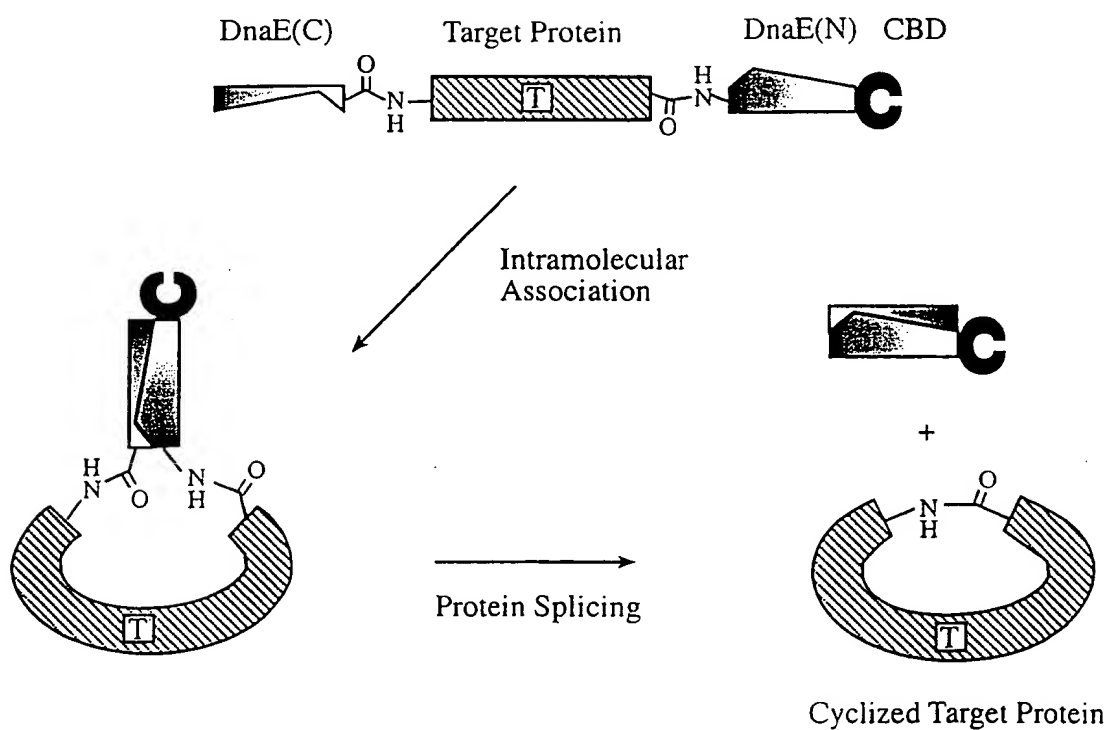 DnaE(C) Target Protein DnaE(N) CBD
O H
N T N C
H O
Intramolecular
Association
C
C
+
H O O
N N N
O H H
T Protein Splicing T
Cyclized Target Protein